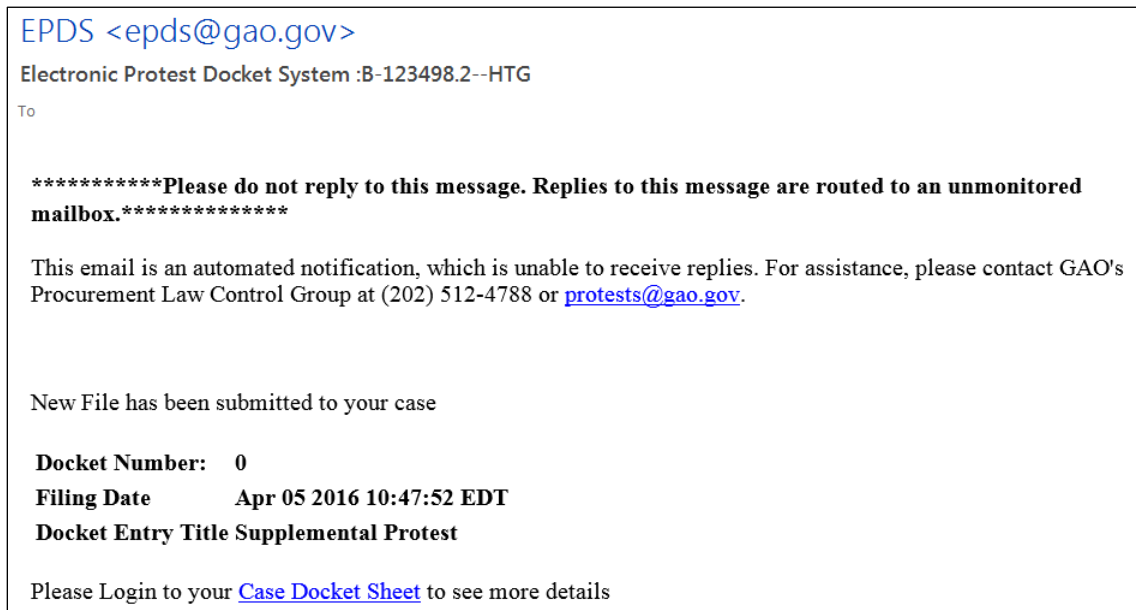 EPDS <epds@gao.gov>
Electronic Protest Docket System :B-123498.2--HTG
To
***********Please do not reply to this message. Replies to this message are routed to an unmonitored
mailbox.**************
This email is an automated notification, which is unable to receive replies. For assistance, please contact GAO's
Procurement Law Control Group at (202) 512-4788 or protests@gao.gov.
New File has been submitted to your case
Docket Number: 0
Filing Date Apr 05 2016 10:47:52 EDT
Docket Entry Title Supplemental Protest
Please Login to your Case Docket Sheet to see more details